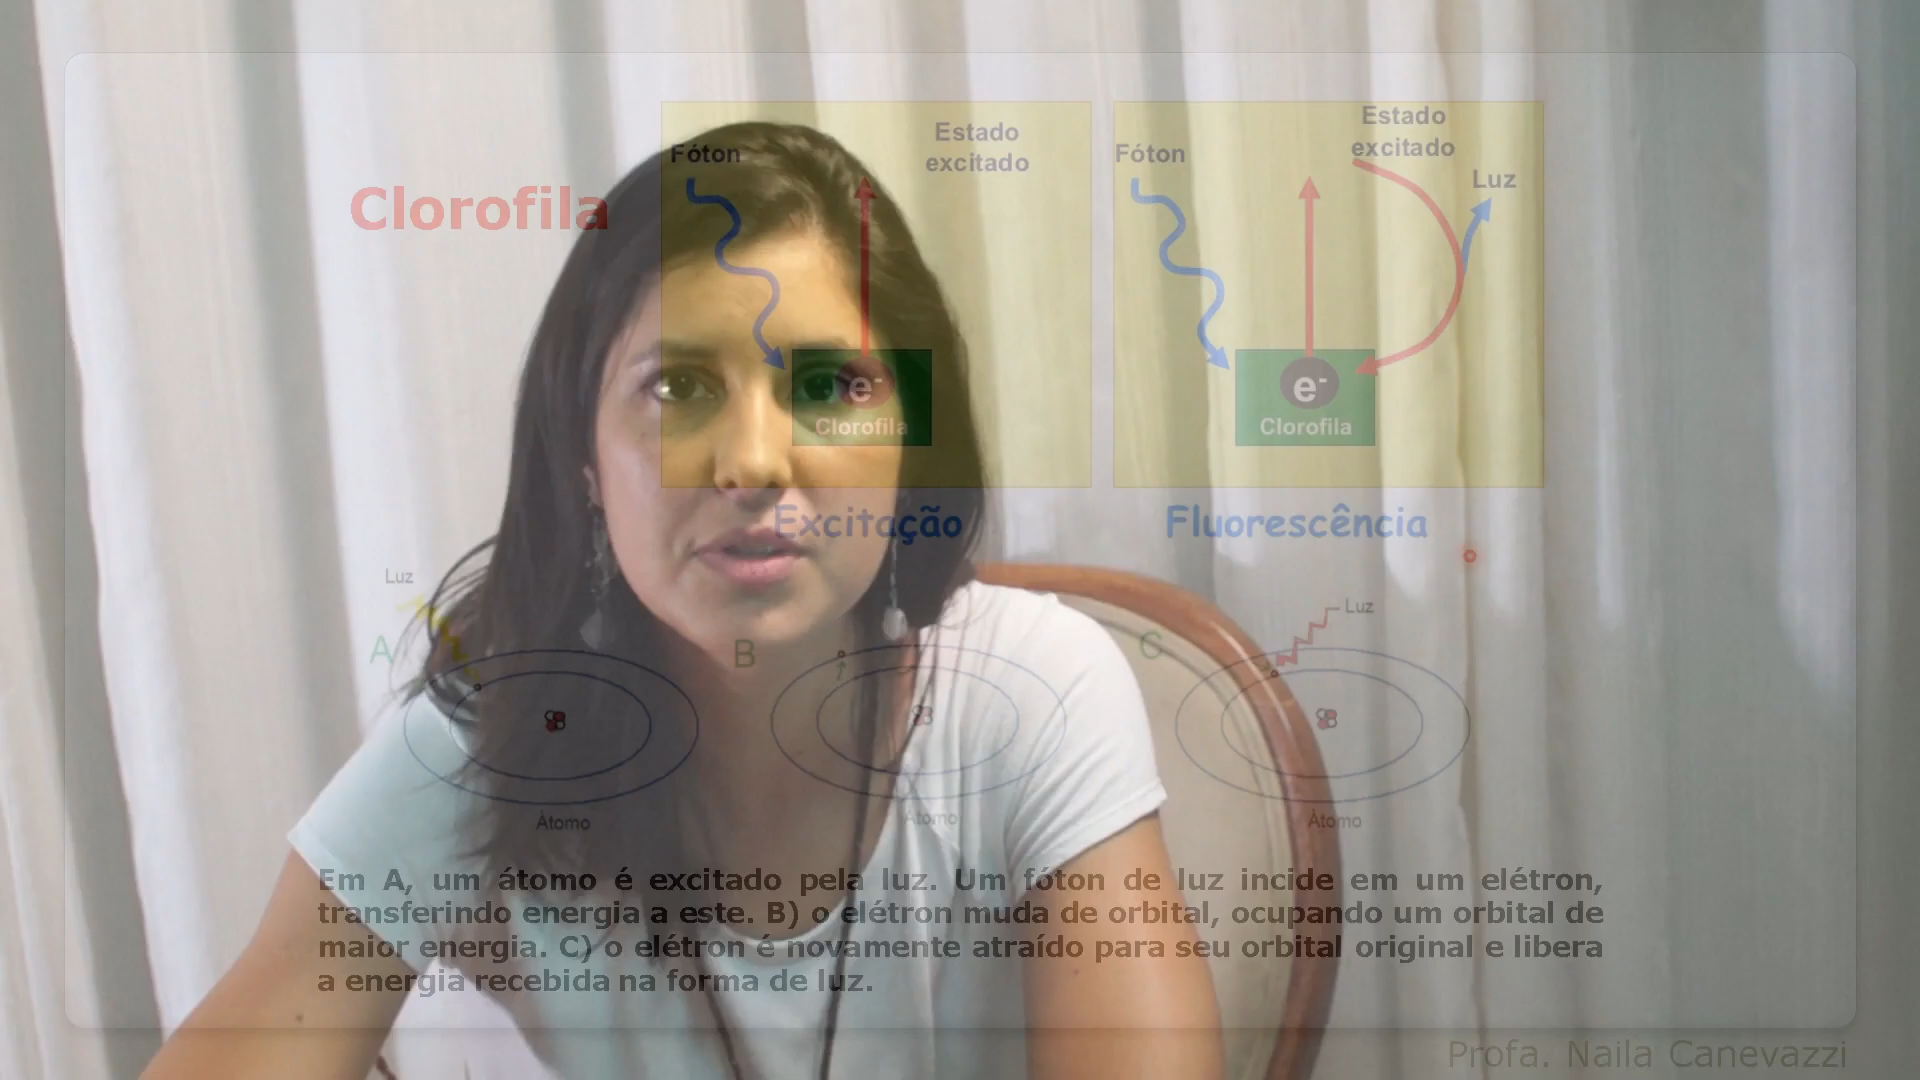 Clorofila
Fóton
Estado
excitado
e-
Clorofila
Excitação
Fóton
Estado
excitado
Luz
e-
Clorofila
Fluorescência
Luz
A
Átomo
B
Átomo
C
Luz
Átomo
Em A, um átomo é excitado pela luz. Um fóton de luz incide em um elétron,
transferindo energia a este. B) o elétron muda de orbital, ocupando um orbital de
maior energia. C) o elétron é novamente atraído para seu orbital original e libera
a energia recebida na forma de luz.
Profa. Naila Canevazzi